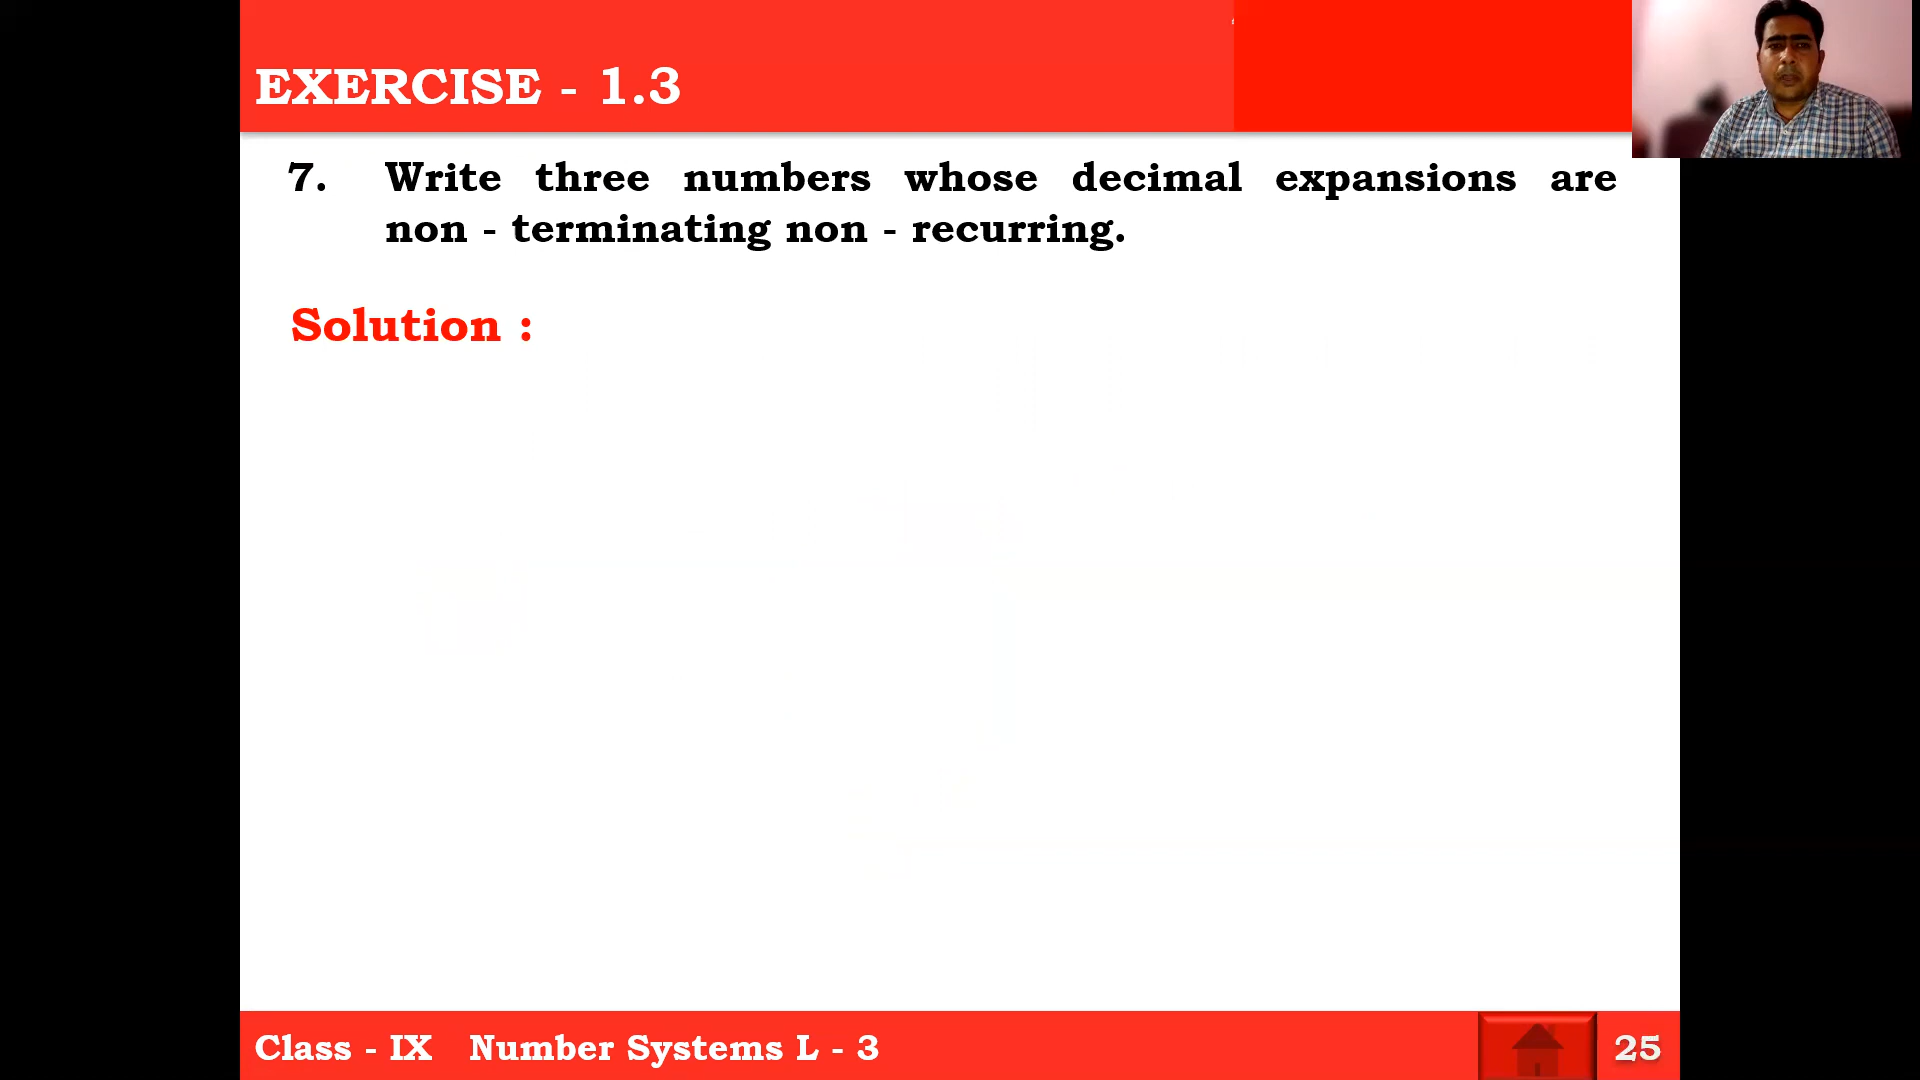 EXERCISE - 1.3
7. Write three numbers whose decimal expansions are
non - terminating non - recurring.
Solution :
Class - IX Number Systems L - 3
25